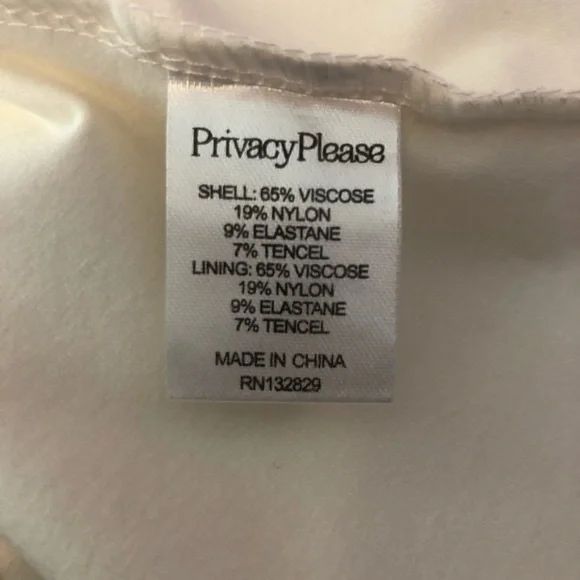 PrivacyPlease
SHELL: 65% VISCOSE
19% NYLON
9% ELASTANE
7% TENCEL
LINING: 65% VISCOSE
19% NYLON
9% ELASTANE
7% TENCEL
MADE IN CHINA
RN132829